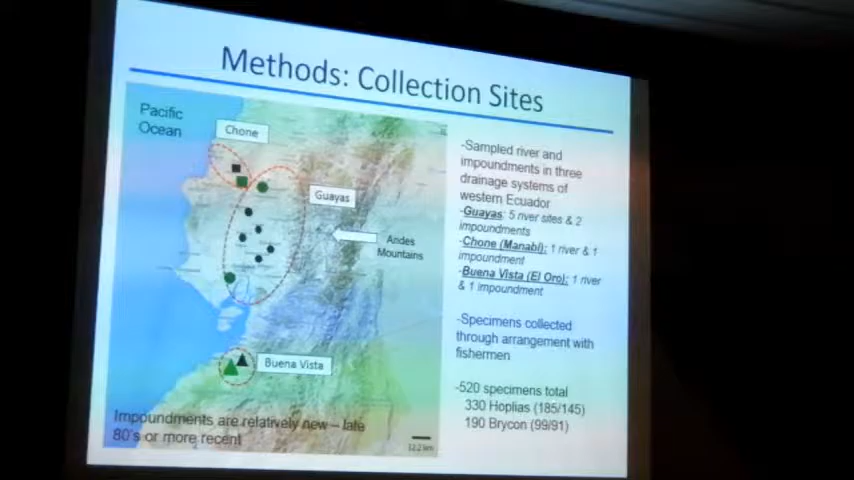 Methods: Collection Sites
Pacific
Ocean
Chone
Guayas
Andes
Mountains
Buena Vista
Impoundments are relatively new – late
80's or more recent
12.2 km
-Sampled river and
impoundments in three
drainage systems of
western Ecuador
-Guayas: 5 river sites & 2
impoundments
-Chone (Manabi): 1 river & 1
impoundment
-Buena Vista (El Oro): 1 river
& 1 impoundment
-Specimens collected
through arrangement with
fishermen
-520 specimens total
330 Hoplias (185/145)
190 Brycon (99/91)